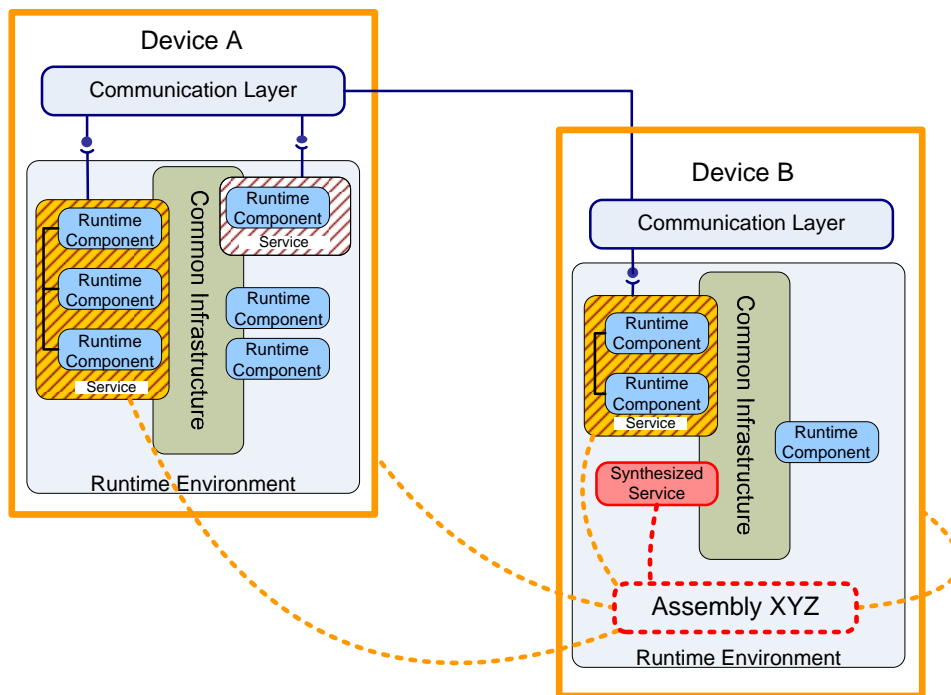 Device A
Communication Layer
Runtime
Component
Runtime
Component
Runtime
Component
Service
Common Infrastructure
Runtime
Component
Service
Runtime
Component
Runtime
Component
Runtime Environment
Device B
Communication Layer
Runtime
Component
Runtime
Component
Service
Common Infrastructure
Runtime
Component
Synthesized
Service
Assembly XYZ
Runtime Environment